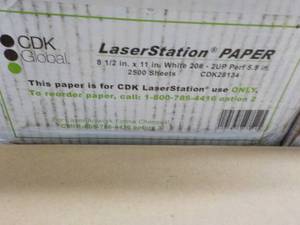 CDK
Global.
LaserStation® PAPER
8 1/2 in. x 11 in. White 20# - 2UP Perf 5.5 in
2500 Sheets CDK28134
This paper is for CDK LaserStation® use ONLY.
To reorder paper, call: 1-800-785-4416 option 2